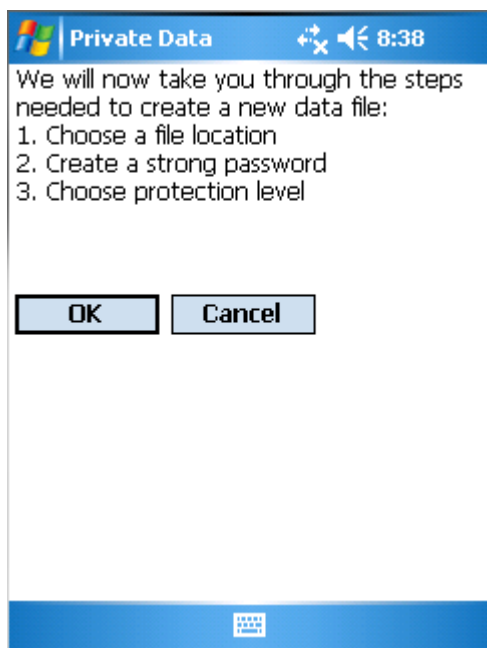 Private Data 8:38
We will now take you through the steps
needed to create a new data file:
1. Choose a file location
2. Create a strong password
3. Choose protection level
OK Cancel